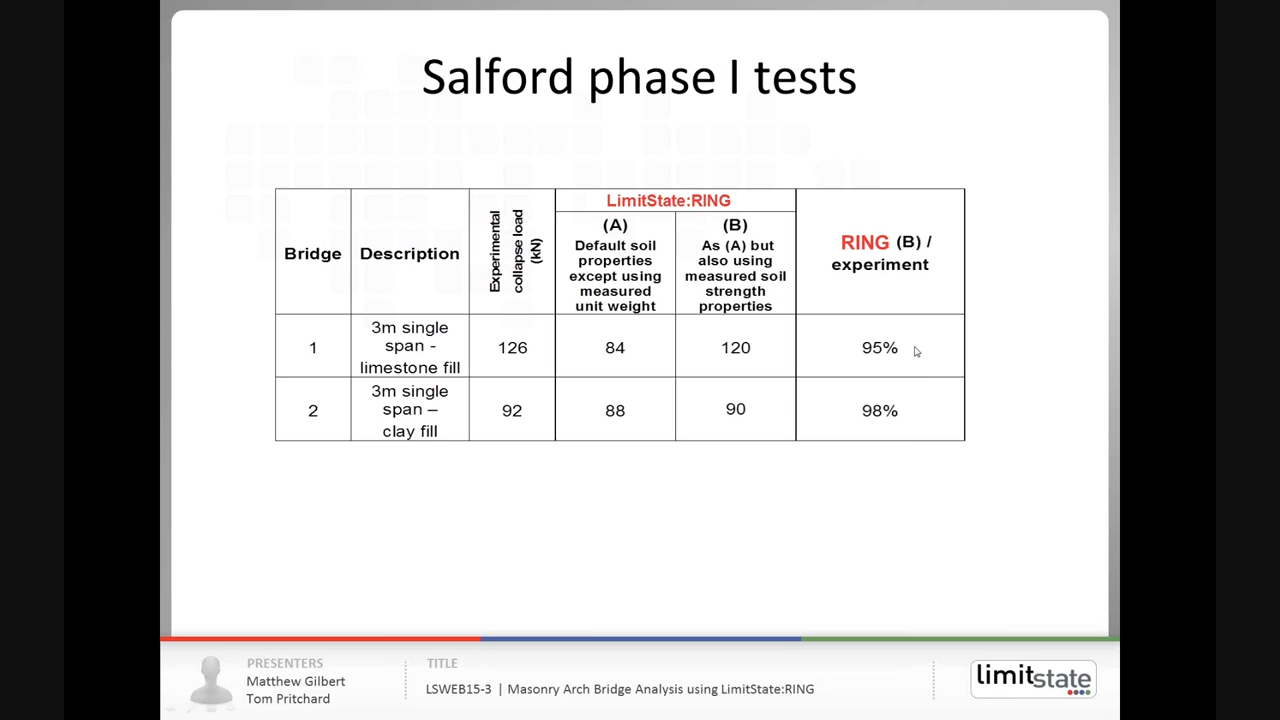 Salford phase I tests
Bridge
Description
Experimental
collapse load
(kN)
LimitState:RING
(A)
Default soil
properties
except using
measured
unit weight
(B)
As (A) but
also using
measured soil
strength
properties
RING (B) /
experiment
1
3m single
span -
limestone fill
126
84
120
95%
2
3m single
span –
clay fill
92
88
90
98%
PRESENTERS
Matthew Gilbert
Tom Pritchard
TITLE
LSWEB15-3 | Masonry Arch Bridge Analysis using LimitState:RING
limitstate